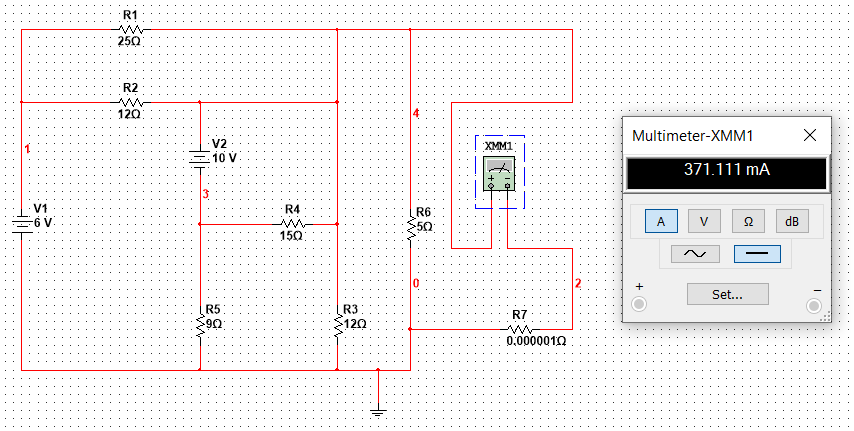 R1
25Ω
R2
12Ω
1
V1
6 V
V2
10 V
3
R4
15Ω
R5
9Ω
R3
12Ω
4
R6
5Ω
0
XMM1
2
R7
0.000001Ω
Multimeter-XMM1
371.111 mA
A V Ω dB
+ Set... −